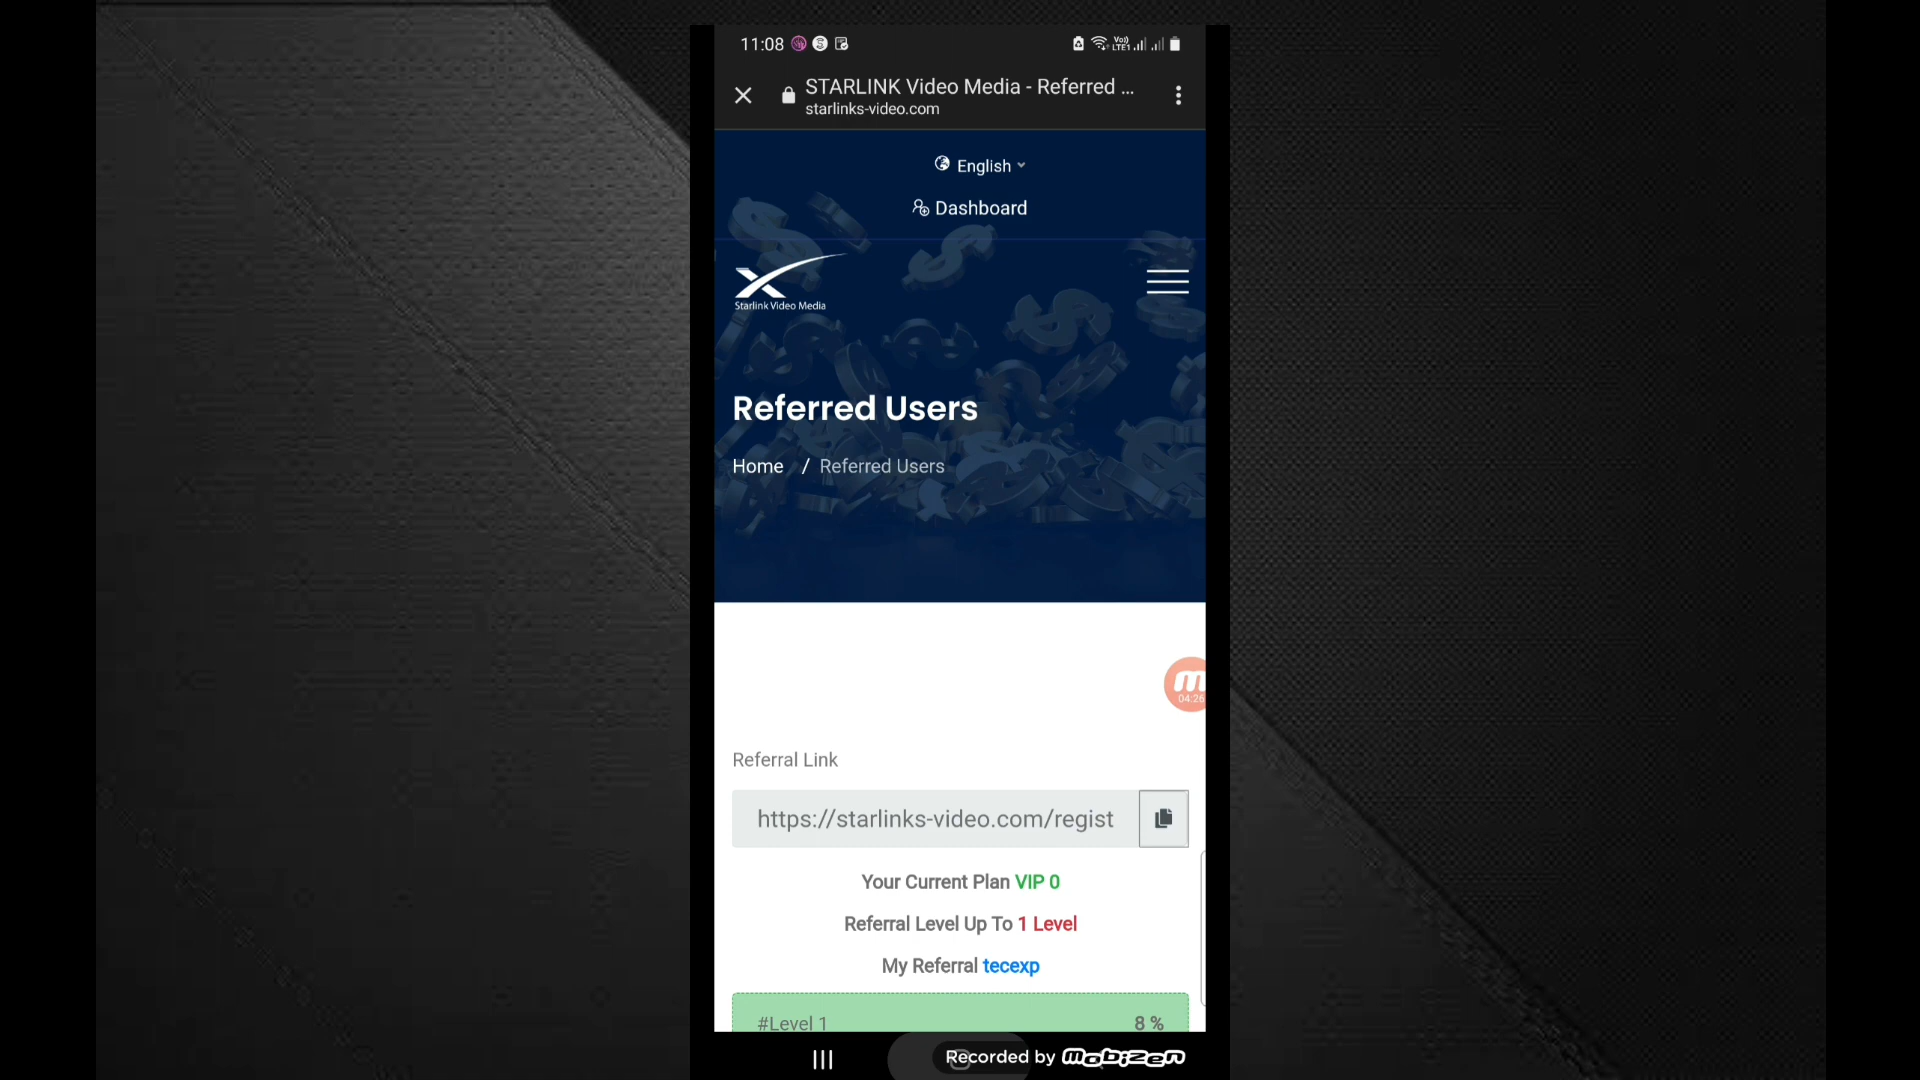 11:08
Vo)) LTE1
STARLINK Video Media - Referred ...
starlinks-video.com
English
Dashboard
Starlink Video Media
Referred Users
Home / Referred Users
04:26
Referral Link
https://starlinks-video.com/regist
Your Current Plan VIP 0
Referral Level Up To 1 Level
My Referral tecexp
#Level 1 8 %
Recorded by mobizen